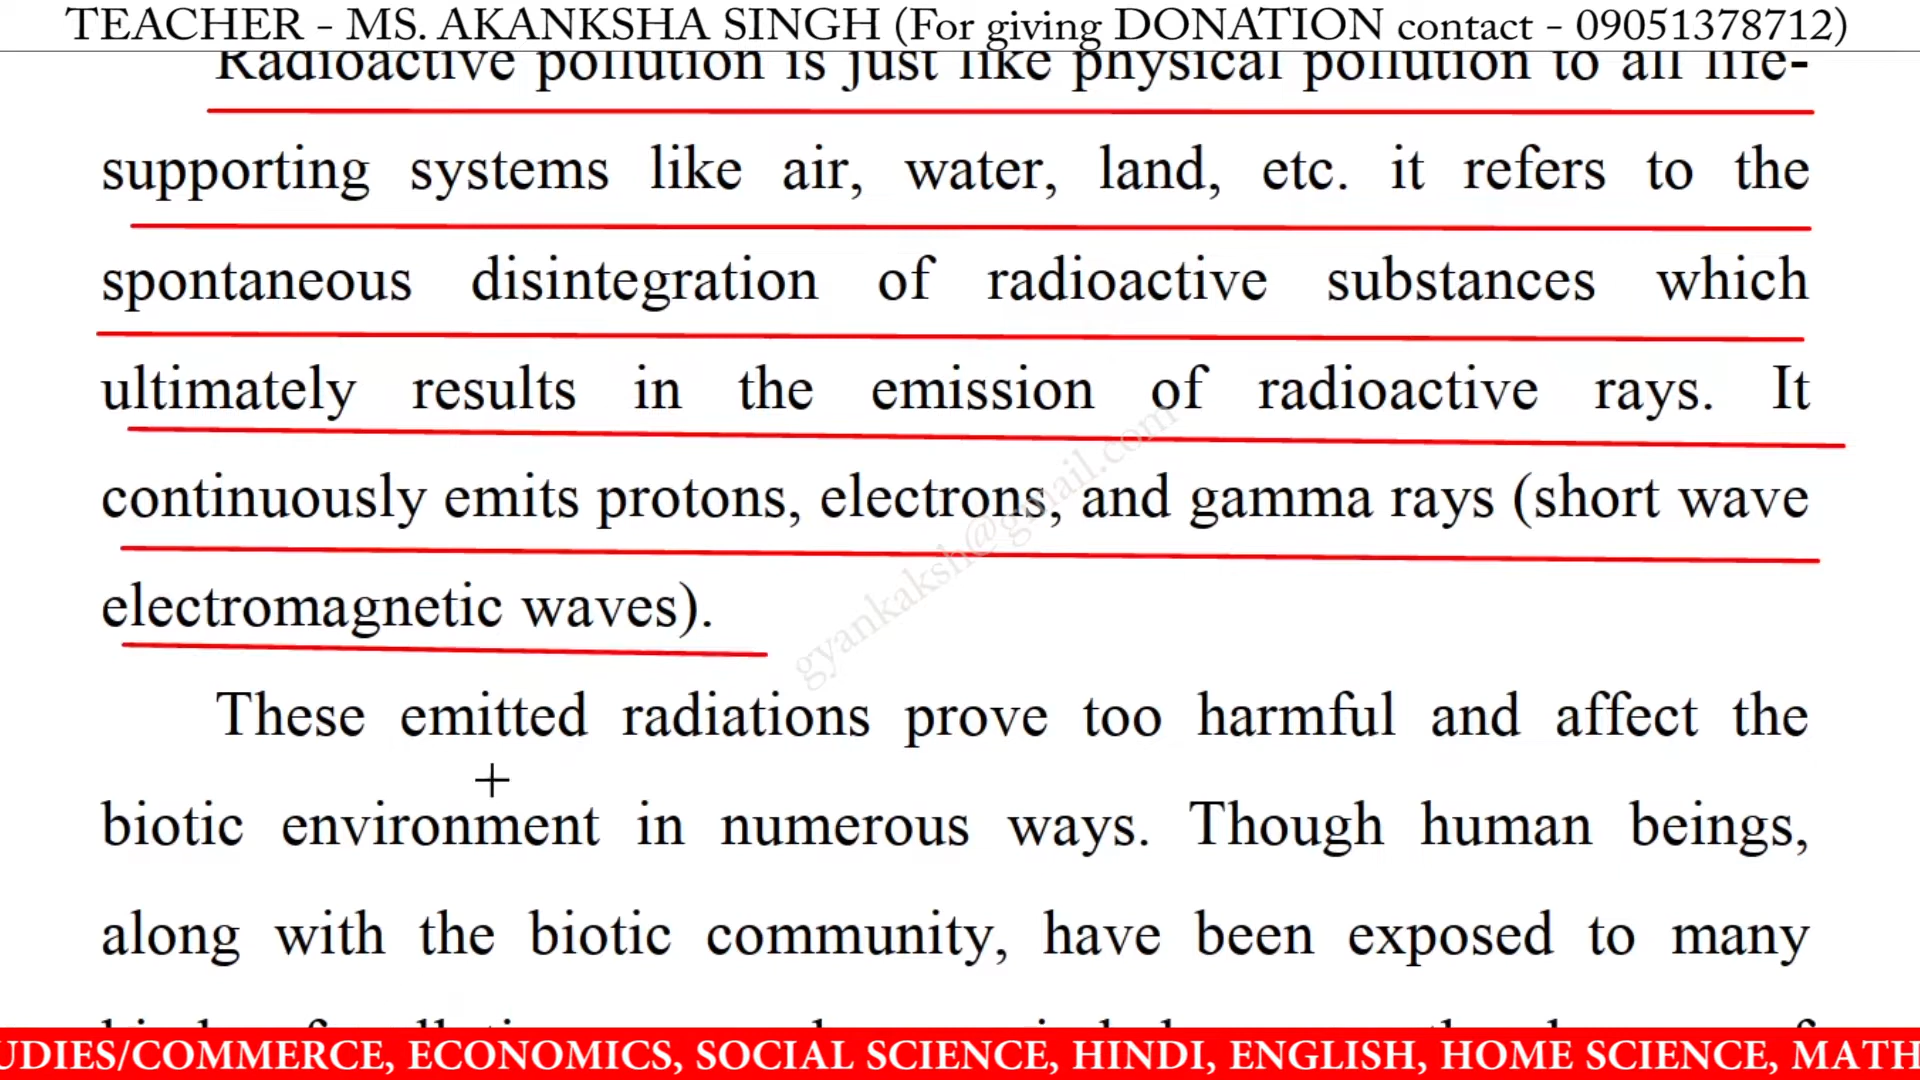 TEACHER - MS. AKANKSHA SINGH (For giving DONATION contact - 09051378712)
Radioactive pollution is just like physical pollution to all life-
supporting systems like air, water, land, etc. it refers to the
spontaneous disintegration of radioactive substances which
ultimately results in the emission of radioactive rays. It
continuously emits protons, electrons, and gamma rays (short wave
electromagnetic waves).
gyankaksh@gmail.com
These emitted radiations prove too harmful and affect the
biotic environment in numerous ways. Though human beings,
along with the biotic community, have been exposed to many
UDIES/COMMERCE, ECONOMICS, SOCIAL SCIENCE, HINDI, ENGLISH, HOME SCIENCE, MATH